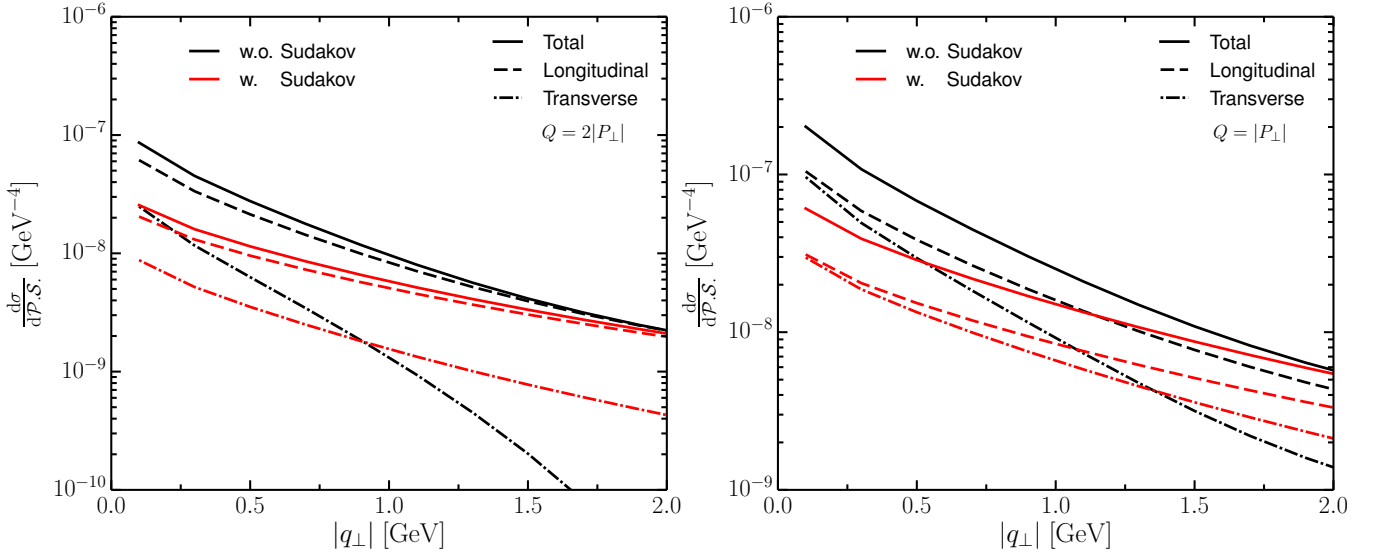 10⁻⁶
10⁻⁷
10⁻⁸
10⁻⁹
10⁻¹⁰
dσ/d𝒫.𝒮. [GeV⁻⁴]
w.o. Sudakov
w. Sudakov
Total
Longitudinal
Transverse
Q = 2|P⊥|
0.0 0.5 1.0 1.5 2.0
|q⊥| [GeV]
10⁻⁶
10⁻⁷
10⁻⁸
10⁻⁹
dσ/d𝒫.𝒮. [GeV⁻⁴]
w.o. Sudakov
w. Sudakov
Total
Longitudinal
Transverse
Q = |P⊥|
0.0 0.5 1.0 1.5 2.0
|q⊥| [GeV]